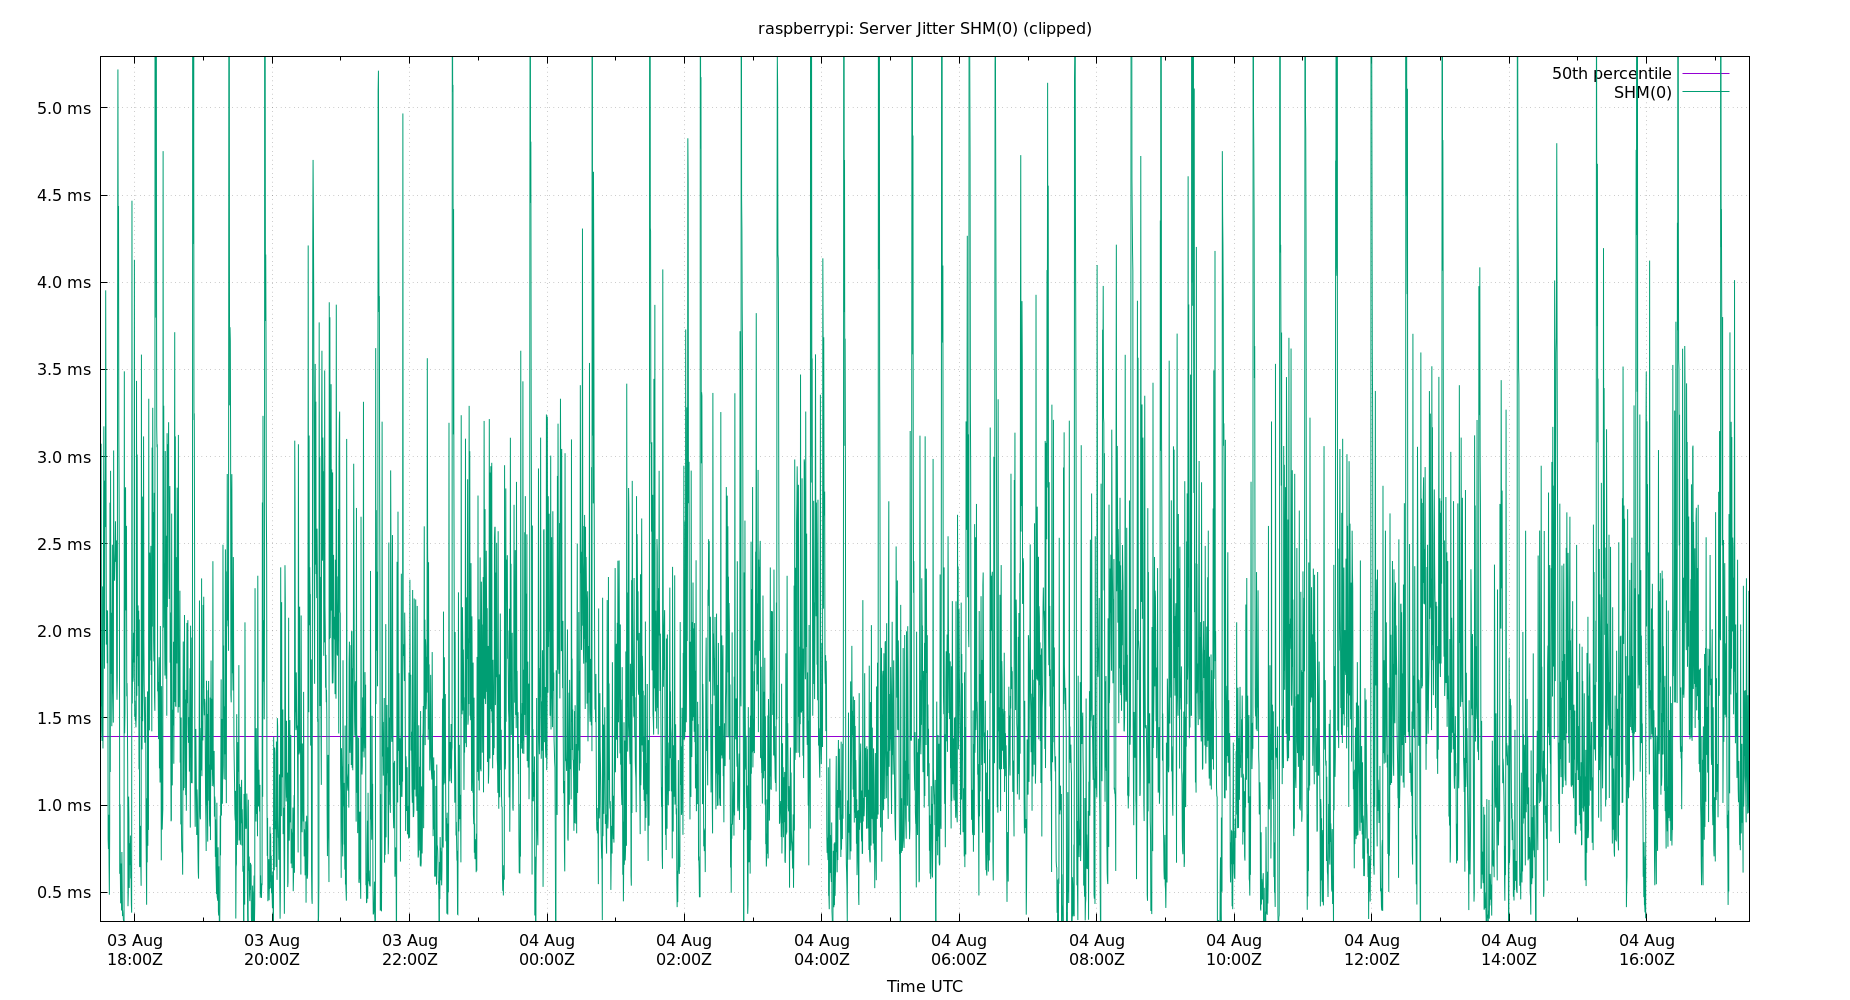 raspberrypi: Server Jitter SHM(0) (clipped)
50th percentile
SHM(0)
5.0 ms
4.5 ms
4.0 ms
3.5 ms
3.0 ms
2.5 ms
2.0 ms
1.5 ms
1.0 ms
0.5 ms
03 Aug 03 Aug 03 Aug 04 Aug 04 Aug 04 Aug 04 Aug 04 Aug 04 Aug 04 Aug 04 Aug 04 Aug
18:00Z 20:00Z 22:00Z 00:00Z 02:00Z 04:00Z 06:00Z 08:00Z 10:00Z 12:00Z 14:00Z 16:00Z
Time UTC